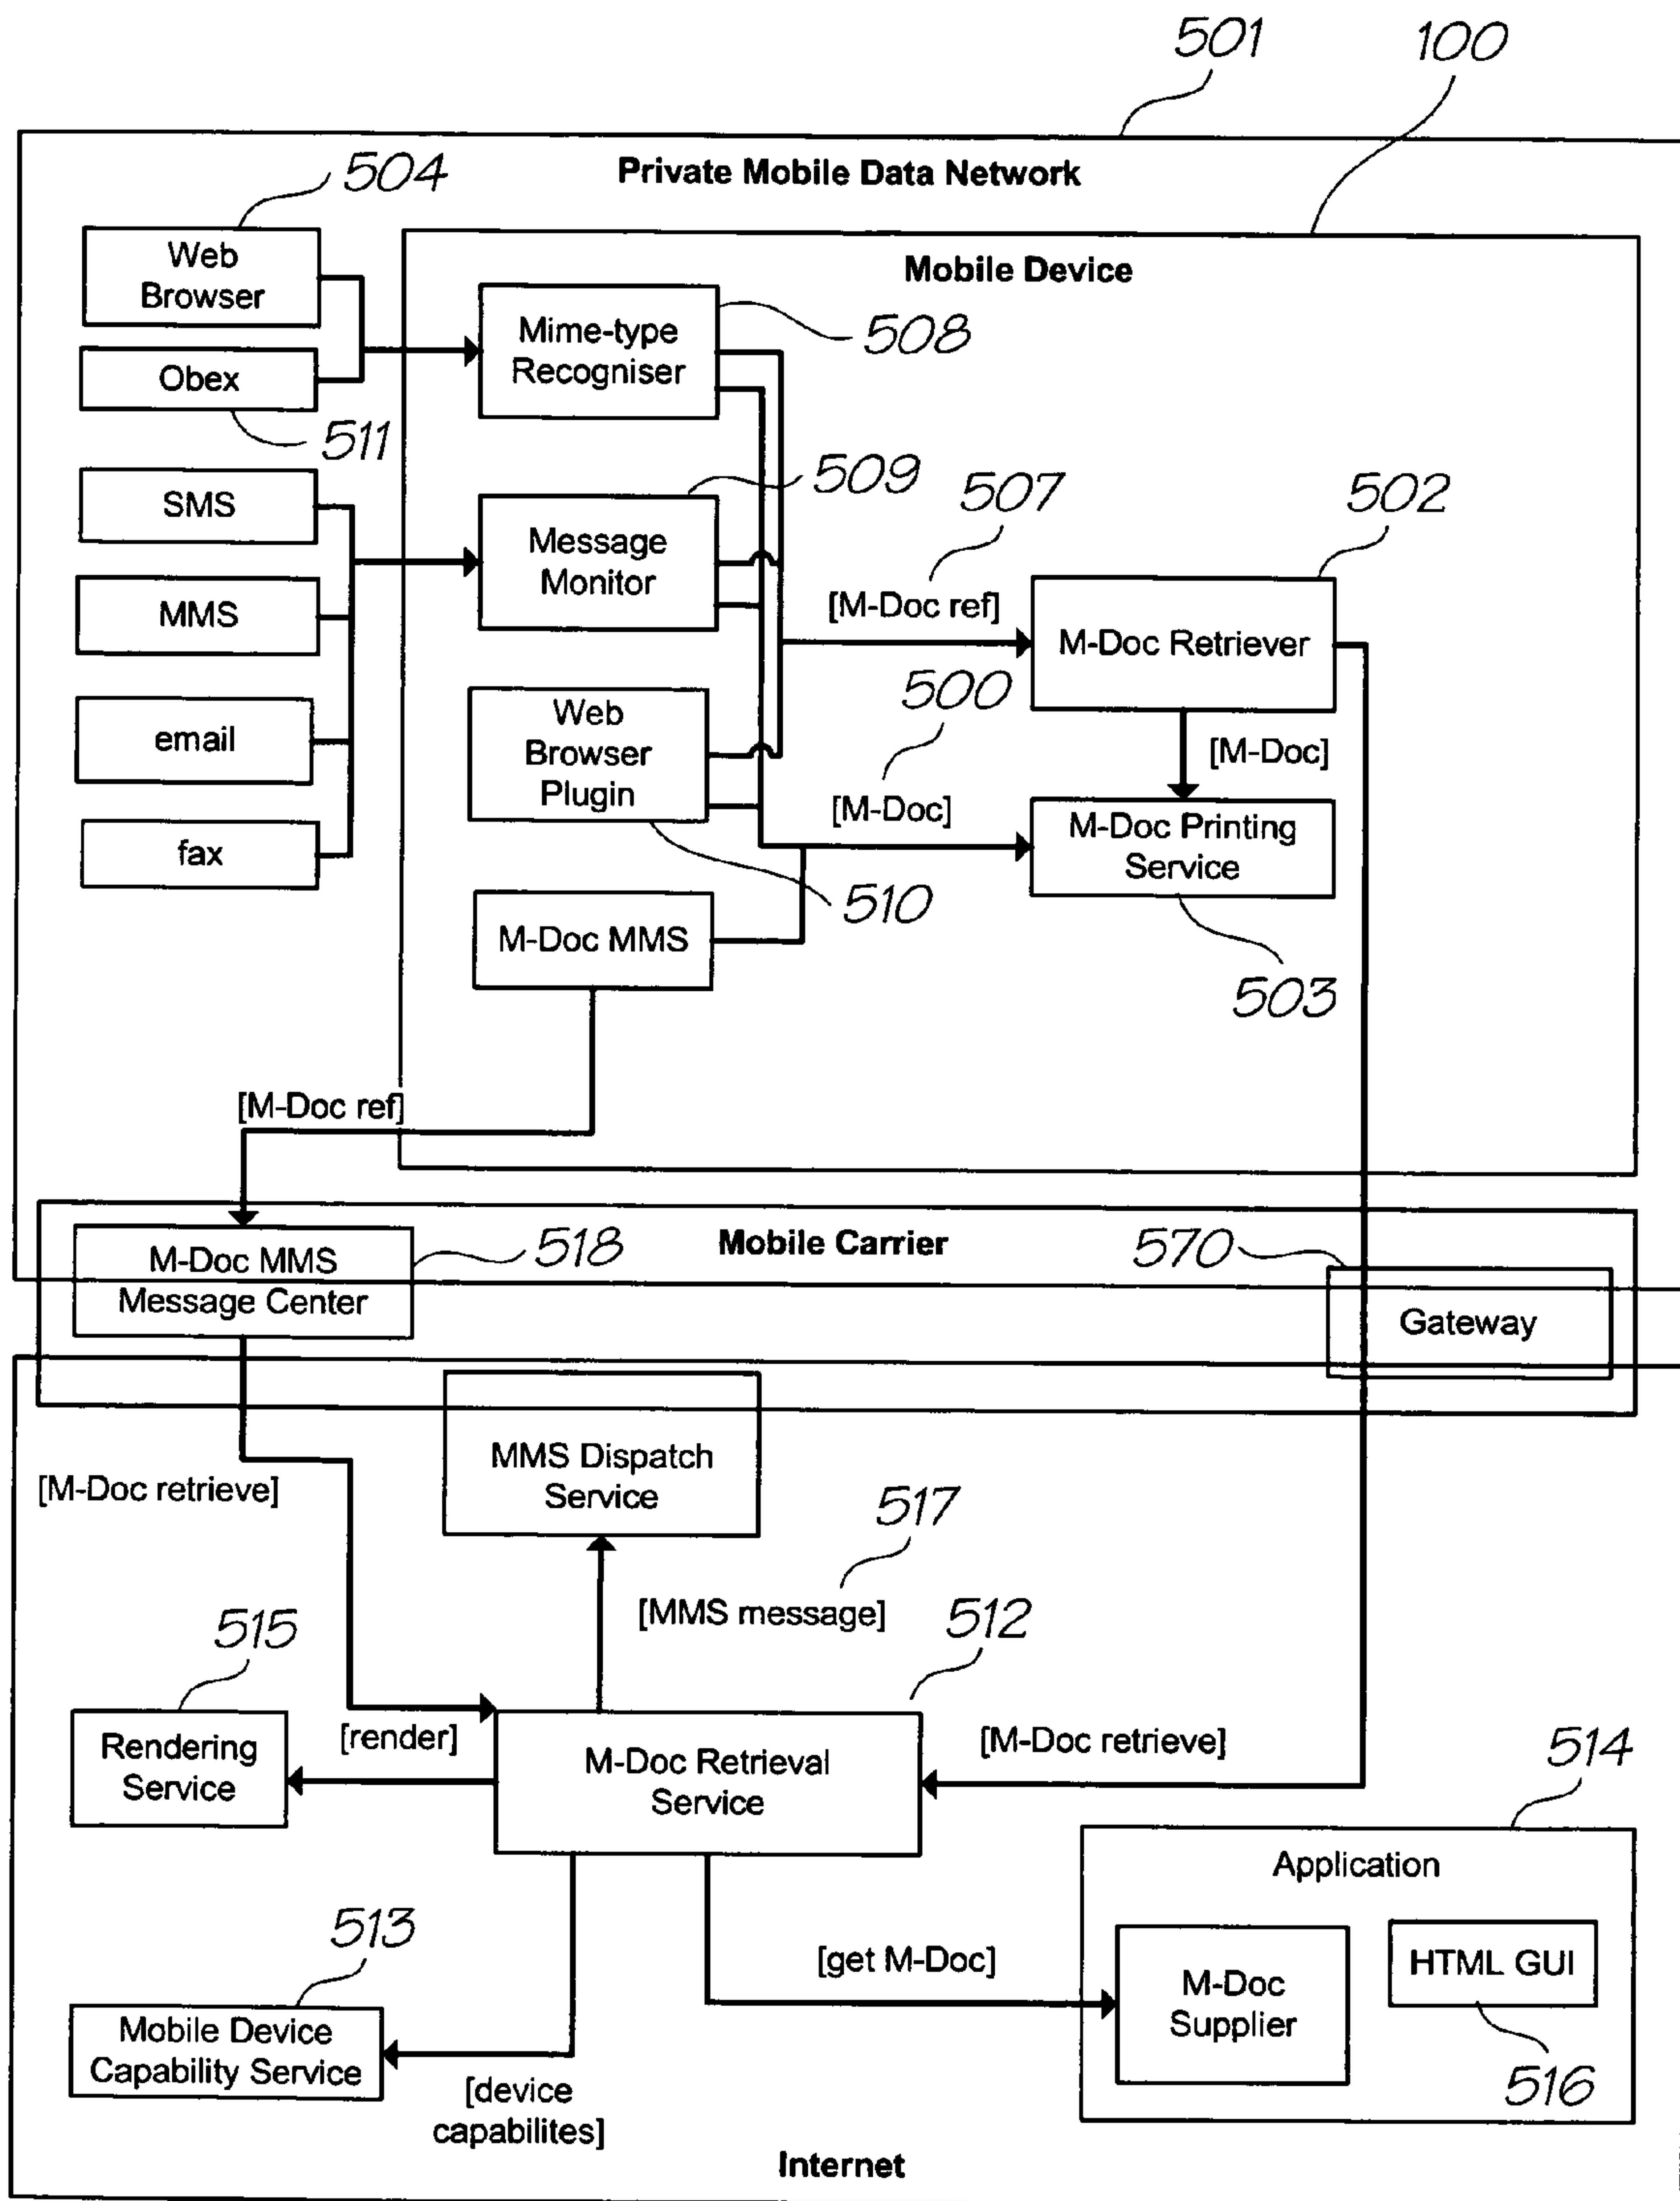 501
100
Private Mobile Data Network
504
Web
Browser
Mobile Device
Mime-type
Recogniser
508
Obex
511
SMS
509
507
502
Message
Monitor
MMS
[M-Doc ref]
M-Doc Retriever
500
Web
Browser
Plugin
email
[M-Doc]
[M-Doc]
M-Doc Printing
Service
fax
510
M-Doc MMS
503
[M-Doc ref]
M-Doc MMS
Message Center
518
Mobile Carrier
570
Gateway
MMS Dispatch
Service
[M-Doc retrieve]
517
[MMS message]
512
515
Rendering
Service
[render]
M-Doc Retrieval
Service
[M-Doc retrieve]
514
Application
513
[get M-Doc]
M-Doc
Supplier
HTML GUI
Mobile Device
Capability Service
516
[device
capabilites]
Internet